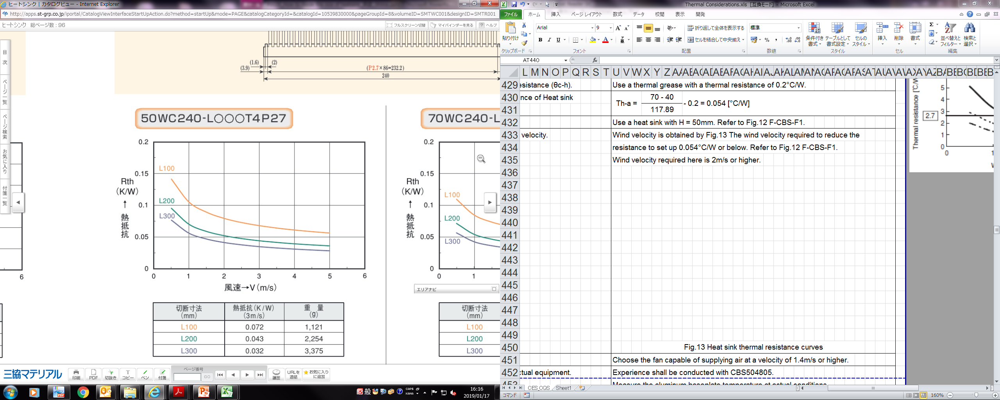 ヒートシンク | カタログビュー - Internet Explorer
http://apps.st-grp.co.jp/iportal/CatalogViewInterfaceStartUpAction.do?method=startUp&mode=PAGE&catalogCategoryId=&catalogId=10539830000&pageGroupId=8&volumeID=SMTWC001&designID=SMTR001
ヒートシンク 総ページ数 : 96
フルスクリーン切替
マイバインダーを見る
? ヘルプ
目次
ページ一覧
ページ検索
お気に入り
付箋一覧
(1.6)
(2)
(3.9)
(P2.7×86=232.2)
240
50WC240-L○○○T4P27
0.2
0.15
0.1
0.05
0
Rth
(K/W)
↑
熱抵抗
L100
L200
L300
0 1 2 3 4 5 6
風速→V(m/s)
切断寸法(mm) 熱抵抗(K/W)(3m/s) 重量(g)
L100 0.072 1,121
L200 0.043 2,254
L300 0.032 3,375
6
70WC240-L
0.2
0.15
0.1
0.05
0
Rth
(K/W)
↑
熱抵抗
L100
L200
L300
0 1
エリアナビ
切断寸法
(mm)
L100
L200
L300
三協マテリアル
印刷
PDF
切抜き
コピー
ペン
付箋
ページ番号
GO
履歴
URLを連絡
お気に入りに追加
般
CAPS
KANA
16:16
2019/01/17
Thermal Considerations.xls [互換モード] - Microsoft Excel
ファイル ホーム 挿入 ページ レイアウト 数式 データ 校閲 表示 開発
貼り付け
クリップボード
Arial 9
B I U
フォント
折り返して全体を表示する
セルを結合して中央揃え
配置
標準
数値
条件付き書式
テーブルとして書式設定
セルのスタイル
スタイル
挿入 削除 書式
セル
並べ替えとフィルター
検索と選択
編集
AT440
fx
L M N O P Q R S T U V W X Y Z
429 esistance (θc-h). Use a thermal grease with a thermal resistance of 0.2°C/W.
430 nce of Heat sink 70 - 40
Th-a = - 0.2 = 0.054 [°C/W]
431 117.89
432 Use a heat sink with H = 50mm. Refer to Fig.12 F-CBS-F1.
433 velocity. Wind velocity is obtained by Fig.13 The wind velocity required to reduce the
434 resistance to set up 0.054°C/W or below. Refer to Fig.12 F-CBS-F1.
435 Wind velocity required here is 2m/s or higher.
436
437
438
439
440
441
442
443
444
445
446
447
448
449
450 Fig.13 Heat sink thermal resistance curves
451 Choose the fan capable of supplying air at a velocity of 1.4m/s or higher.
452 ctual equipment. Experience shall be conducted with CBS504805.
Measure the aluminum baseplate temperature at actual conditions
Thermal resistance [°C/W
5
4
3
2.7
2
1
0
0
CES_CQS Sheet1
コマンド
160%